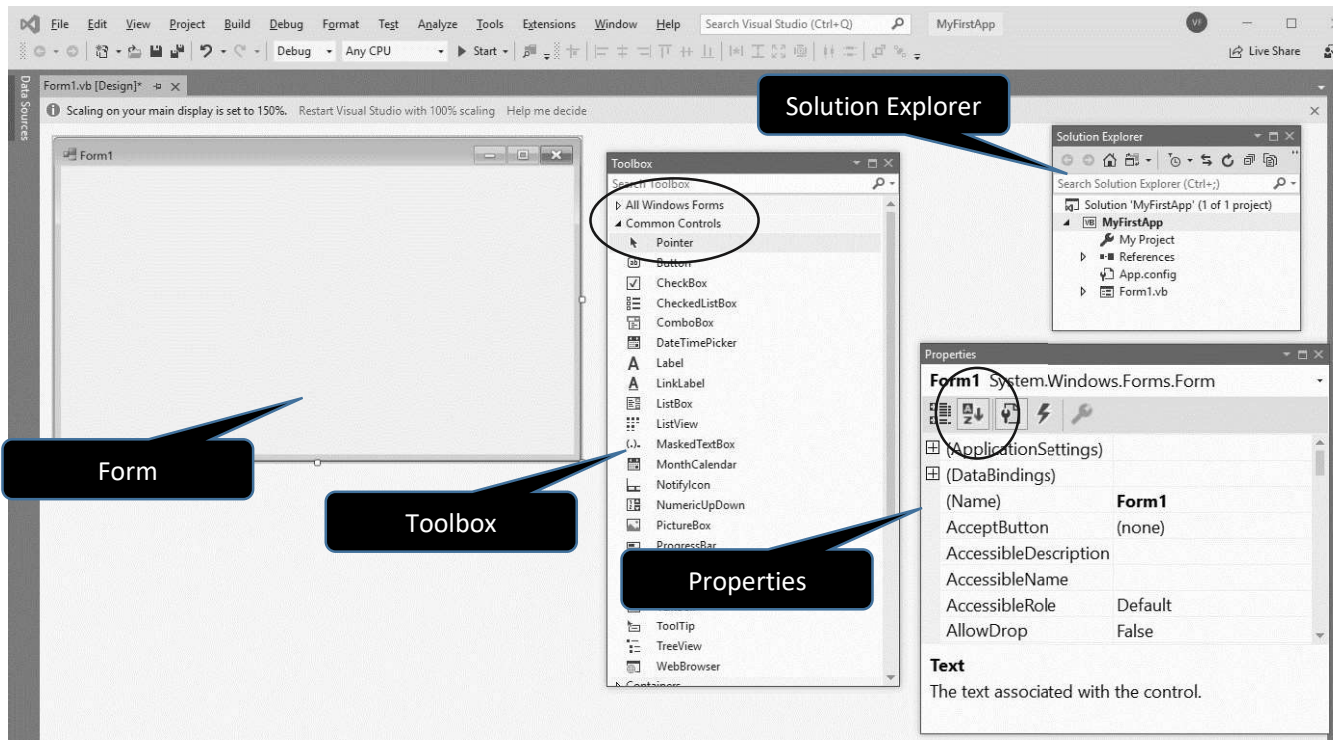 File Edit View Project Build Debug Format Test Analyze Tools Extensions Window Help Search Visual Studio (Ctrl+Q) MyFirstApp VF
Debug Any CPU Start Live Share
Data Sources
Form1.vb [Design]*
Scaling on your main display is set to 150%. Restart Visual Studio with 100% scaling Help me decide
Form1
Form
Toolbox
Search Toolbox
All Windows Forms
Common Controls
Pointer
Button
CheckBox
CheckedListBox
ComboBox
DateTimePicker
Label
LinkLabel
ListBox
ListView
MaskedTextBox
MonthCalendar
NotifyIcon
NumericUpDown
PictureBox
ProgressBar
ToolTip
TreeView
WebBrowser
Containers
Toolbox
Solution Explorer
Solution Explorer
Search Solution Explorer (Ctrl+;)
Solution 'MyFirstApp' (1 of 1 project)
VB MyFirstApp
My Project
References
App.config
Form1.vb
Properties
Properties
Form1 System.Windows.Forms.Form
(ApplicationSettings)
(DataBindings)
(Name) Form1
AcceptButton (none)
AccessibleDescription
AccessibleName
AccessibleRole Default
AllowDrop False
Text
The text associated with the control.